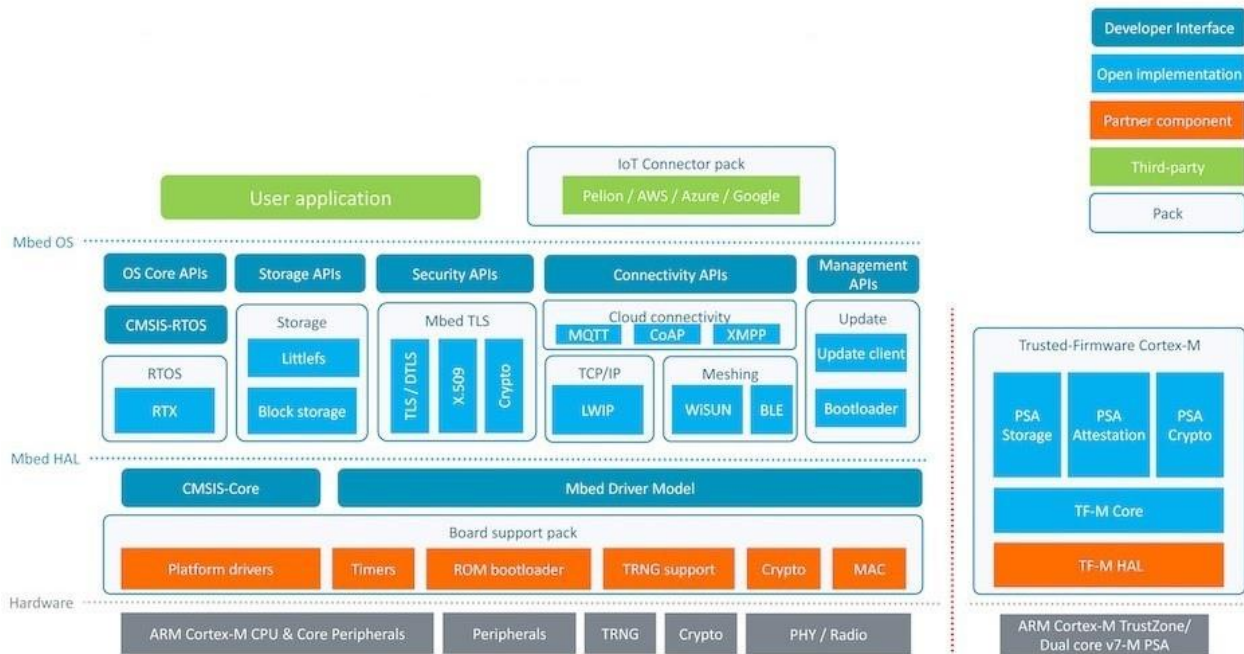 Developer Interface
Open implementation
Partner component
Third-party
Pack
IoT Connector pack
User application
Pelion / AWS / Azure / Google
Mbed OS
OS Core APIs
Storage APIs
Security APIs
Connectivity APIs
Management
APIs
CMSIS-RTOS
Storage
Mbed TLS
Cloud connectivity
Update
MQTT
CoAP
XMPP
Littlefs
TLS / DTLS
X.509
Crypto
Update client
RTOS
TCP/IP
Meshing
RTX
Block storage
LWIP
WiSUN
BLE
Bootloader
Trusted-Firmware Cortex-M
PSA
Storage
PSA
Attestation
PSA
Crypto
TF-M Core
TF-M HAL
Mbed HAL
CMSIS-Core
Mbed Driver Model
Board support pack
Platform drivers
Timers
ROM bootloader
TRNG support
Crypto
MAC
Hardware
ARM Cortex-M CPU & Core Peripherals
Peripherals
TRNG
Crypto
PHY / Radio
ARM Cortex-M TrustZone/
Dual core v7-M PSA